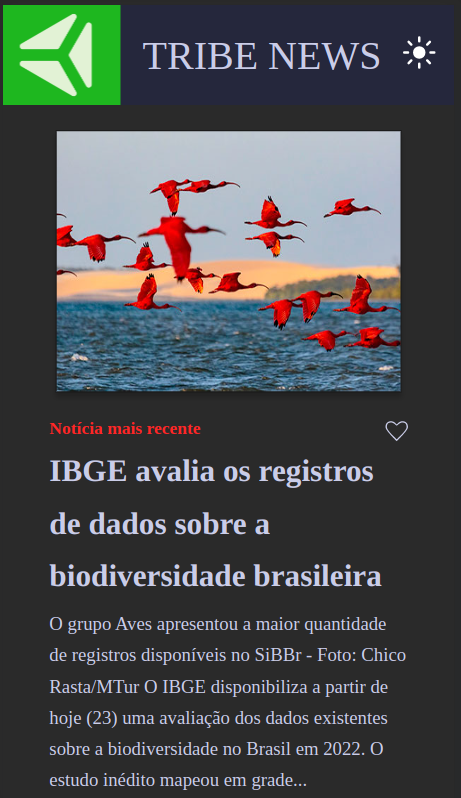 TRIBE NEWS
Notícia mais recente
IBGE avalia os registros
de dados sobre a
biodiversidade brasileira
O grupo Aves apresentou a maior quantidade
de registros disponíveis no SiBBr - Foto: Chico
Rasta/MTur O IBGE disponibiliza a partir de
hoje (23) uma avaliação dos dados existentes
sobre a biodiversidade no Brasil em 2022. O
estudo inédito mapeou em grade...